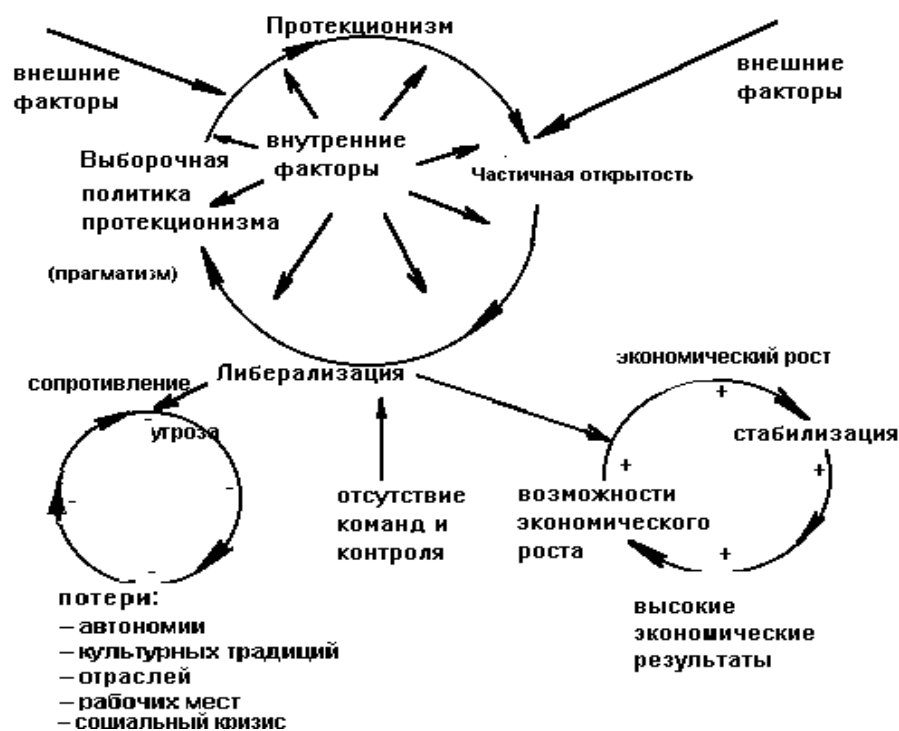 Протекционизм
внешние
факторы
внешние
факторы
внутренние
факторы
Выборочная
политика
протекционизма
(прагматизм)
Частичная открытость
Либерализация
сопротивление
угроза
-
-
-
-
потери:
– автономии
– культурных традиций
– отраслей
– рабочих мест
– социальный кризис
отсутствие
команд и
контроля
экономический рост
+
стабилизация
+
+
возможности
экономического
роста
+
высокие
экономические
результаты